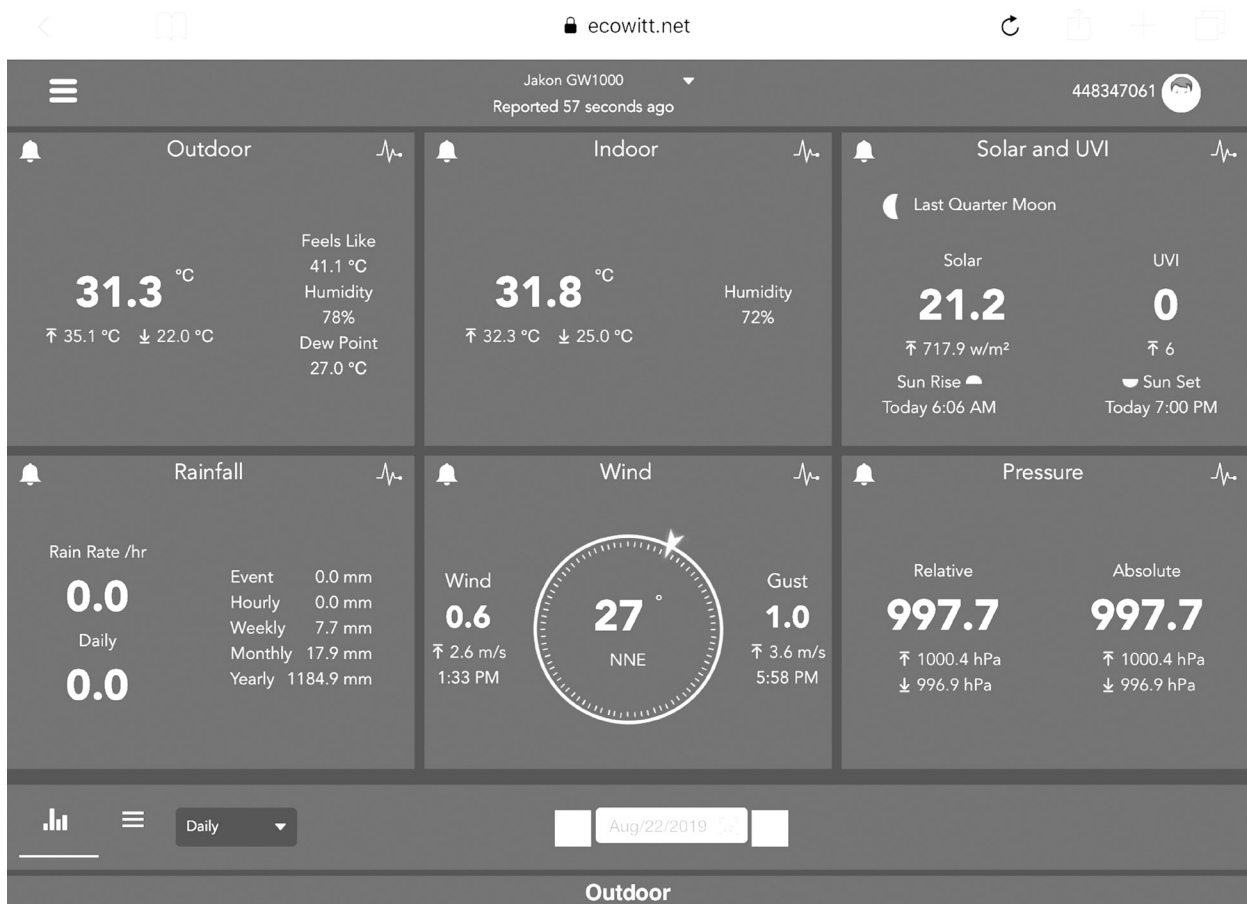 ecowitt.net
Jakon GW1000
Reported 57 seconds ago
448347061
Outdoor
31.3 °C
35.1 °C 22.0 °C
Feels Like
41.1 °C
Humidity
78%
Dew Point
27.0 °C
Indoor
31.8 °C
32.3 °C 25.0 °C
Humidity
72%
Solar and UVI
Last Quarter Moon
Solar
21.2
717.9 w/m²
UVI
0
6
Sun Rise
Today 6:06 AM
Sun Set
Today 7:00 PM
Rainfall
Rain Rate /hr
0.0
Daily
0.0
Event 0.0 mm
Hourly 0.0 mm
Weekly 7.7 mm
Monthly 17.9 mm
Yearly 1184.9 mm
Wind
Wind
0.6
2.6 m/s
1:33 PM
27°
NNE
Gust
1.0
3.6 m/s
5:58 PM
Pressure
Relative
997.7
1000.4 hPa
996.9 hPa
Absolute
997.7
1000.4 hPa
996.9 hPa
Daily
Aug/22/2019
Outdoor